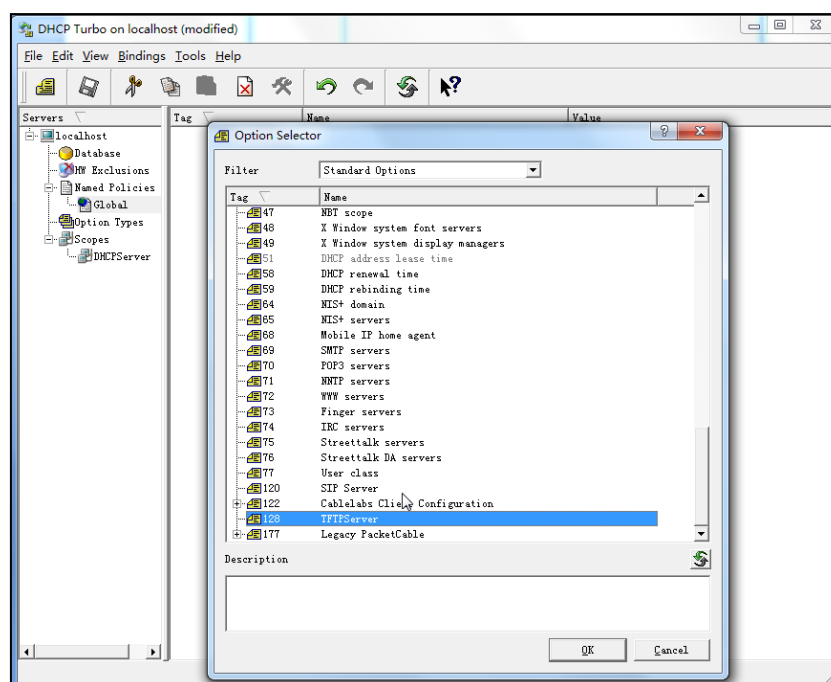 DHCP Turbo on localhost (modified)
File Edit View Bindings Tools Help
Servers
Tag Name Value
localhost
Database
HW Exclusions
Named Policies
Global
Option Types
Scopes
DHCPServer
Option Selector
Filter Standard Options
Tag Name
47 NBT scope
48 X Window system font servers
49 X Window system display managers
51 DHCP address lease time
58 DHCP renewal time
59 DHCP rebinding time
64 NIS+ domain
65 NIS+ servers
68 Mobile IP home agent
69 SMTP servers
70 POP3 servers
71 NNTP servers
72 WWW servers
73 Finger servers
74 IRC servers
75 Streettalk servers
76 Streettalk DA servers
77 User class
120 SIP Server
122 Cablelabs Client Configuration
128 TFTPServer
177 Legacy PacketCable
Description
OK Cancel